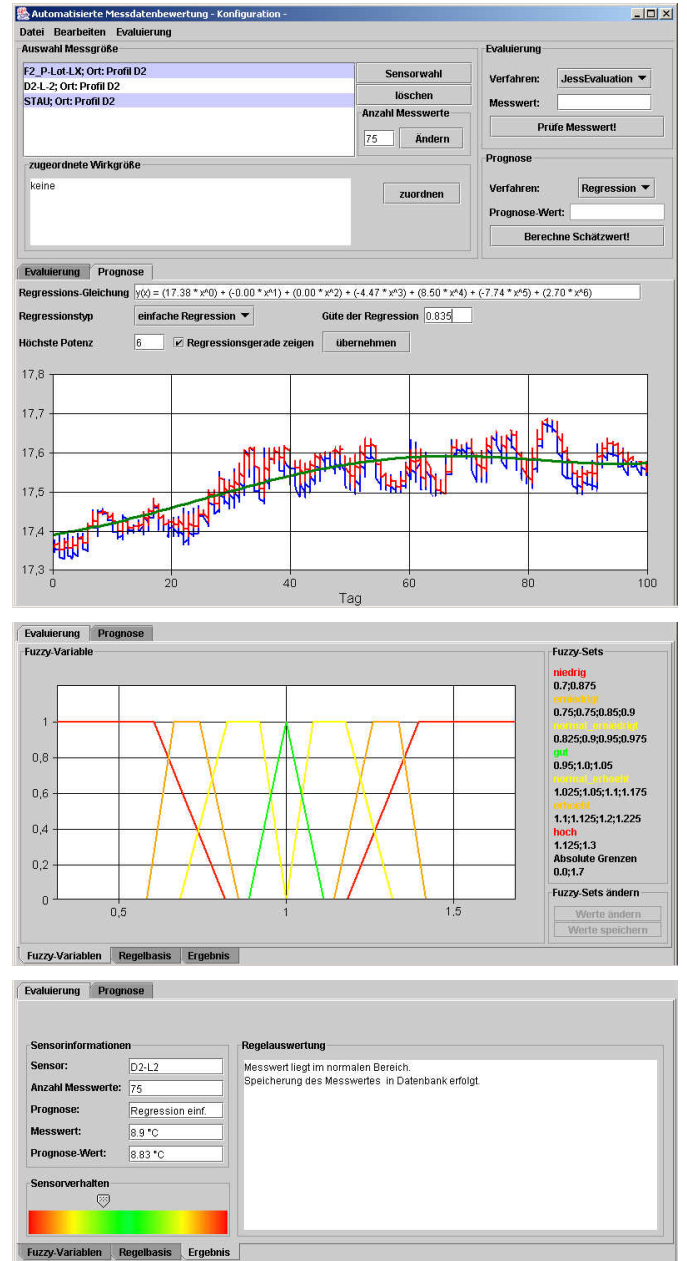 Automatisierte Messdatenbewertung - Konfiguration -
Datei Bearbeiten Evaluierung
Auswahl Messgröße
F2_P-Lot-LX; Ort: Profil D2
D2-L-2; Ort: Profil D2
STAU; Ort: Profil D2
Sensorwahl
löschen
Anzahl Messwerte
75 Ändern
zugeordnete Wirkgröße
keine
zuordnen
Evaluierung
Verfahren: JessEvaluation
Messwert:
Prüfe Messwert!
Prognose
Verfahren: Regression
Prognose-Wert:
Berechne Schätzwert!
Evaluierung Prognose
Regressions-Gleichung y(x) = (17.38 * x^0) + (-0.00 * x^1) + (0.00 * x^2) + (-4.47 * x^3) + (8.50 * x^4) + (-7.74 * x^5) + (2.70 * x^6)
Regressionstyp einfache Regression Güte der Regression 0.835
Höchste Potenz 6 Regressionsgerade zeigen übernehmen
17,8
17,7
17,6
17,5
17,4
17,3
0 20 40 60 80 100
Tag
Evaluierung Prognose
Fuzzy-Variable
1
0,8
0,6
0,4
0,2
0
0,5 1 1.5
Fuzzy-Sets
niedrig
0.7;0.875
erniedrigt
0.75;0.75;0.85;0.9
normal_erniedrigt
0.825;0.9;0.95;0.975
gut
0.95;1.0;1.05
normal_erhoeht
1.025;1.05;1.1;1.175
erhoeht
1.1;1.125;1.2;1.225
hoch
1.125;1.3
Absolute Grenzen
0.0;1.7
Fuzzy-Sets ändern
Werte ändern
Werte speichern
Fuzzy-Variablen Regelbasis Ergebnis
Evaluierung Prognose
Sensorinformationen
Sensor: D2-L2
Anzahl Messwerte: 75
Prognose: Regression einf.
Messwert: 8.9 °C
Prognose-Wert: 8.83 °C
Sensorverhalten
Regelauswertung
Messwert liegt im normalen Bereich.
Speicherung des Messwertes in Datenbank erfolgt.
Fuzzy-Variablen Regelbasis Ergebnis